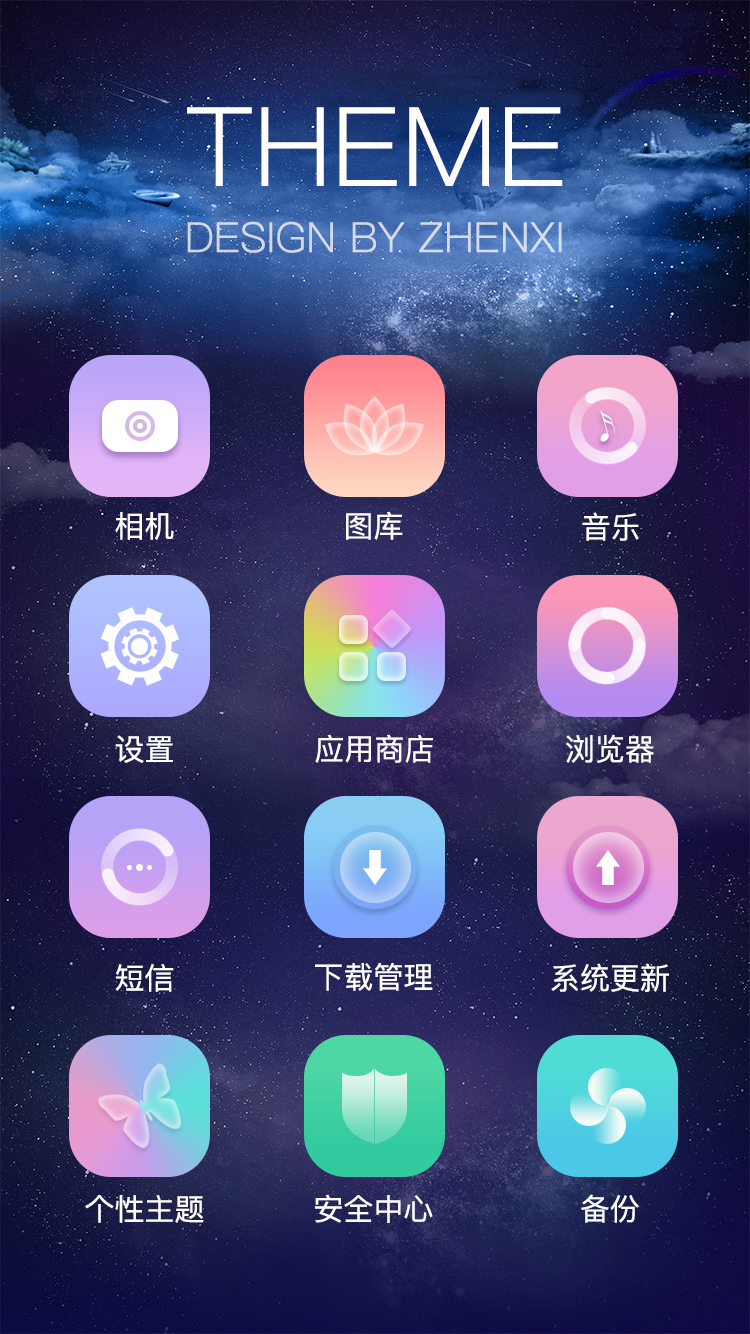 THEME
DESIGN BY ZHENXI
相机 图库 音乐
设置 应用商店 浏览器
短信 下载管理 系统更新
个性主题 安全中心 备份